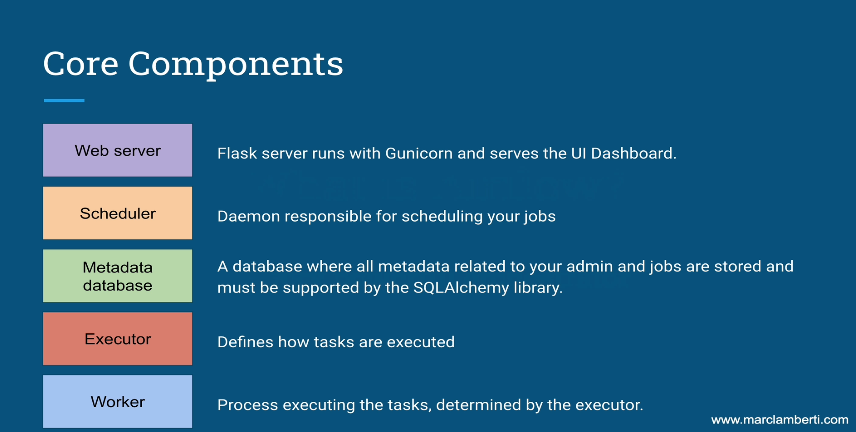 Core Components
Web server
Flask server runs with Gunicorn and serves the UI Dashboard.
Scheduler
Daemon responsible for scheduling your jobs
Metadata
database
A database where all metadata related to your admin and jobs are stored and
must be supported by the SQLAlchemy library.
Executor
Defines how tasks are executed
Worker
Process executing the tasks, determined by the executor.
www.marclamberti.com